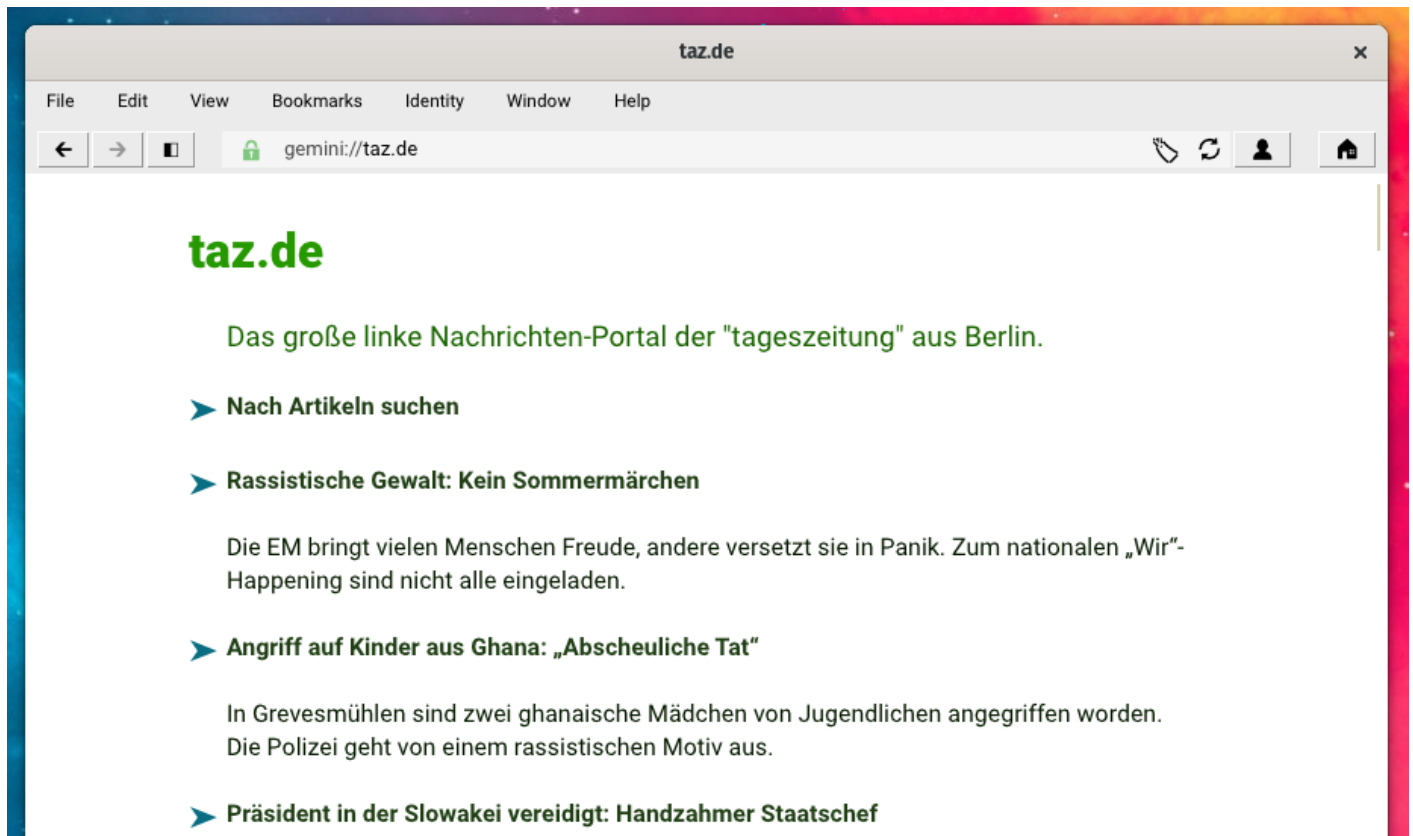 taz.de
File Edit View Bookmarks Identity Window Help
gemini://taz.de
taz.de
Das große linke Nachrichten-Portal der "tageszeitung" aus Berlin.
Nach Artikeln suchen
Rassistische Gewalt: Kein Sommermärchen
Die EM bringt vielen Menschen Freude, andere versetzt sie in Panik. Zum nationalen „Wir“-
Happening sind nicht alle eingeladen.
Angriff auf Kinder aus Ghana: „Abscheuliche Tat“
In Grevesmühlen sind zwei ghanaische Mädchen von Jugendlichen angegriffen worden.
Die Polizei geht von einem rassistischen Motiv aus.
Präsident in der Slowakei vereidigt: Handzahmer Staatschef